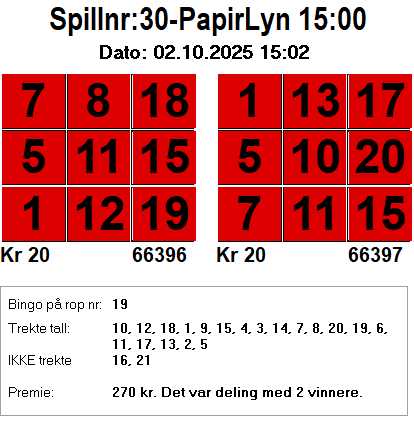 Spillnr:30-PapirLyn 15:00
Dato: 02.10.2025 15:02
7 8 18 1 13 17
5 11 15 5 10 20
1 12 19 7 11 15
Kr 20 66396 Kr 20 66397
Bingo på rop nr: 19
Trekte tall: 10, 12, 18, 1, 9, 15, 4, 3, 14, 7, 8, 20, 19, 6,
11, 17, 13, 2, 5
IKKE trekte 16, 21
Premie: 270 kr. Det var deling med 2 vinnere.